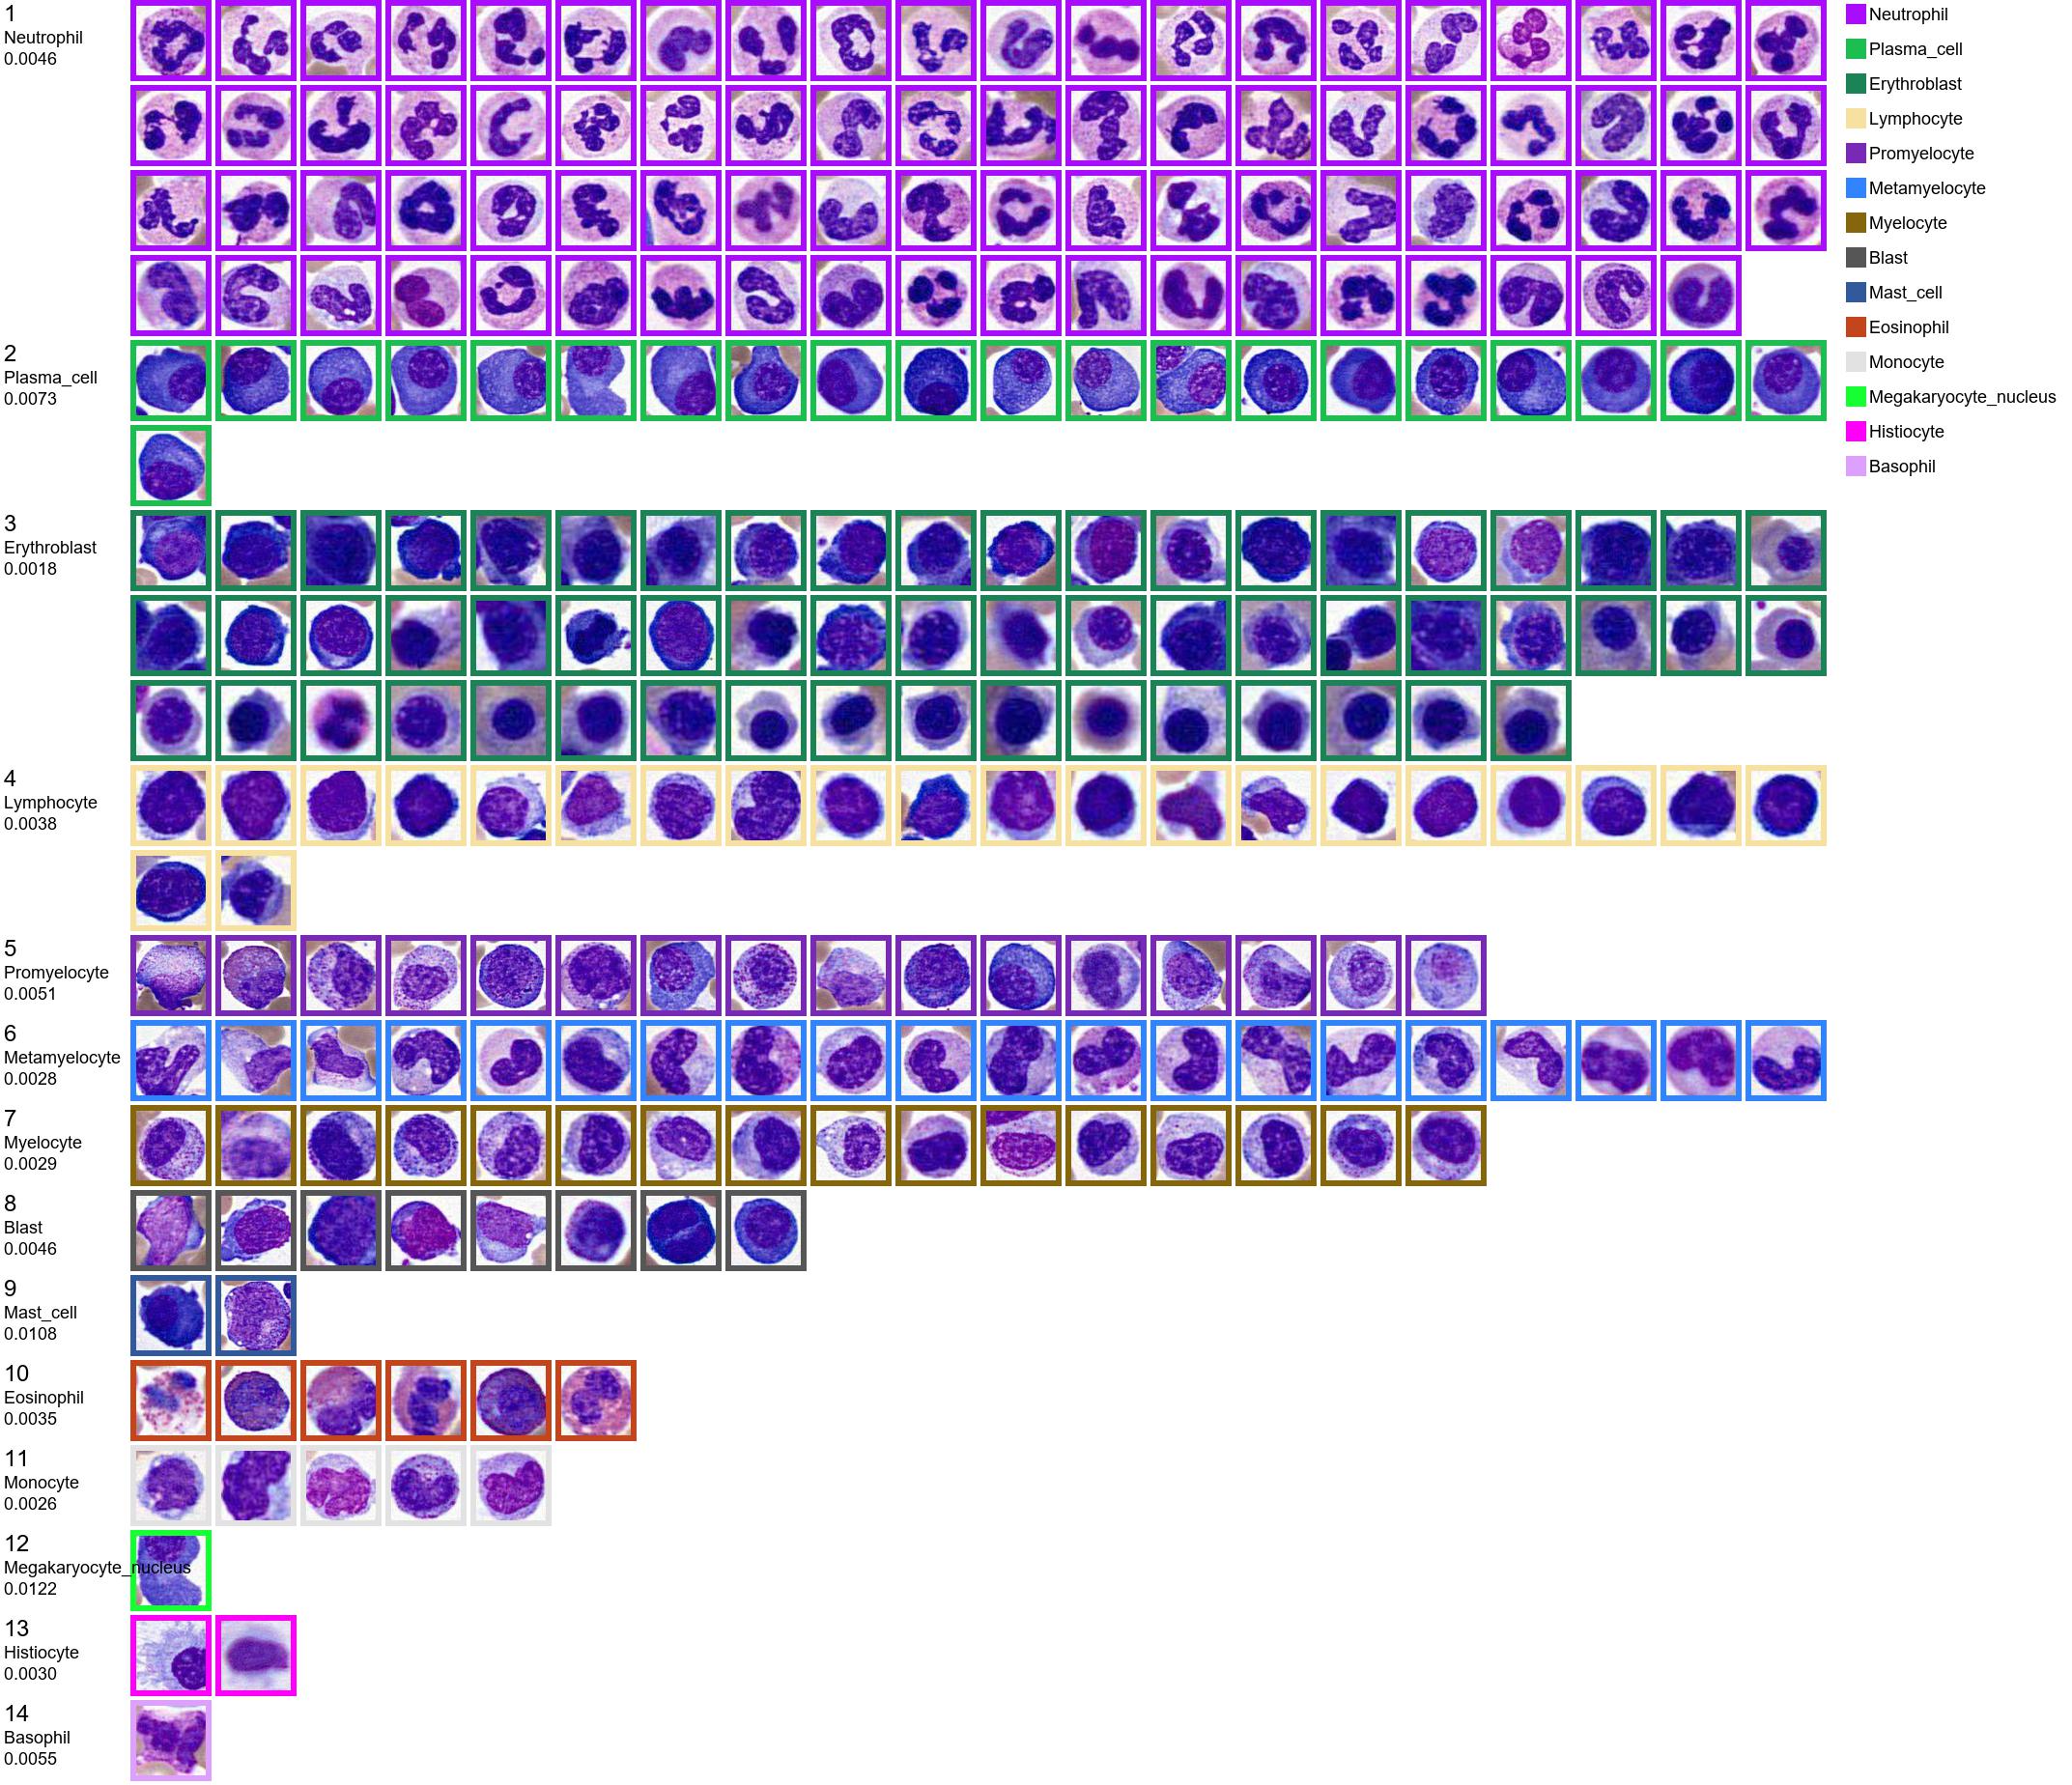 1
Neutrophil
0.0046
2
Plasma_cell
0.0073
3
Erythroblast
0.0018
4
Lymphocyte
0.0038
5
Promyelocyte
0.0051
6
Metamyelocyte
0.0028
7
Myelocyte
0.0029
8
Blast
0.0046
9
Mast_cell
0.0108
10
Eosinophil
0.0035
11
Monocyte
0.0026
12
Megakaryocyte_nucleus
0.0122
13
Histiocyte
0.0030
14
Basophil
0.0055
Neutrophil
Plasma_cell
Erythroblast
Lymphocyte
Promyelocyte
Metamyelocyte
Myelocyte
Blast
Mast_cell
Eosinophil
Monocyte
Megakaryocyte_nucleus
Histiocyte
Basophil